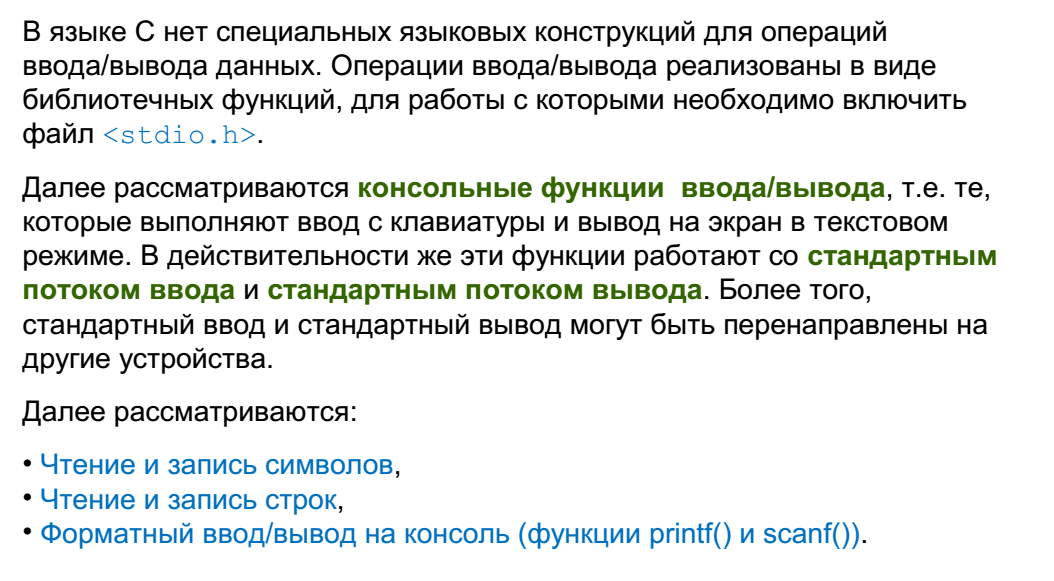 В языке С нет специальных языковых конструкций для операций
ввода/вывода данных. Операции ввода/вывода реализованы в виде
библиотечных функций, для работы с которыми необходимо включить
файл <stdio.h>.
Далее рассматриваются консольные функции  ввода/вывода, т.е. те,
которые выполняют ввод с клавиатуры и вывод на экран в текстовом
режиме. В действительности же эти функции работают со стандартным
потоком ввода и стандартным потоком вывода. Более того,
стандартный ввод и стандартный вывод могут быть перенаправлены на
другие устройства.
Далее рассматриваются:
• Чтение и запись символов,
• Чтение и запись строк,
• Форматный ввод/вывод на консоль (функции printf() и scanf()).